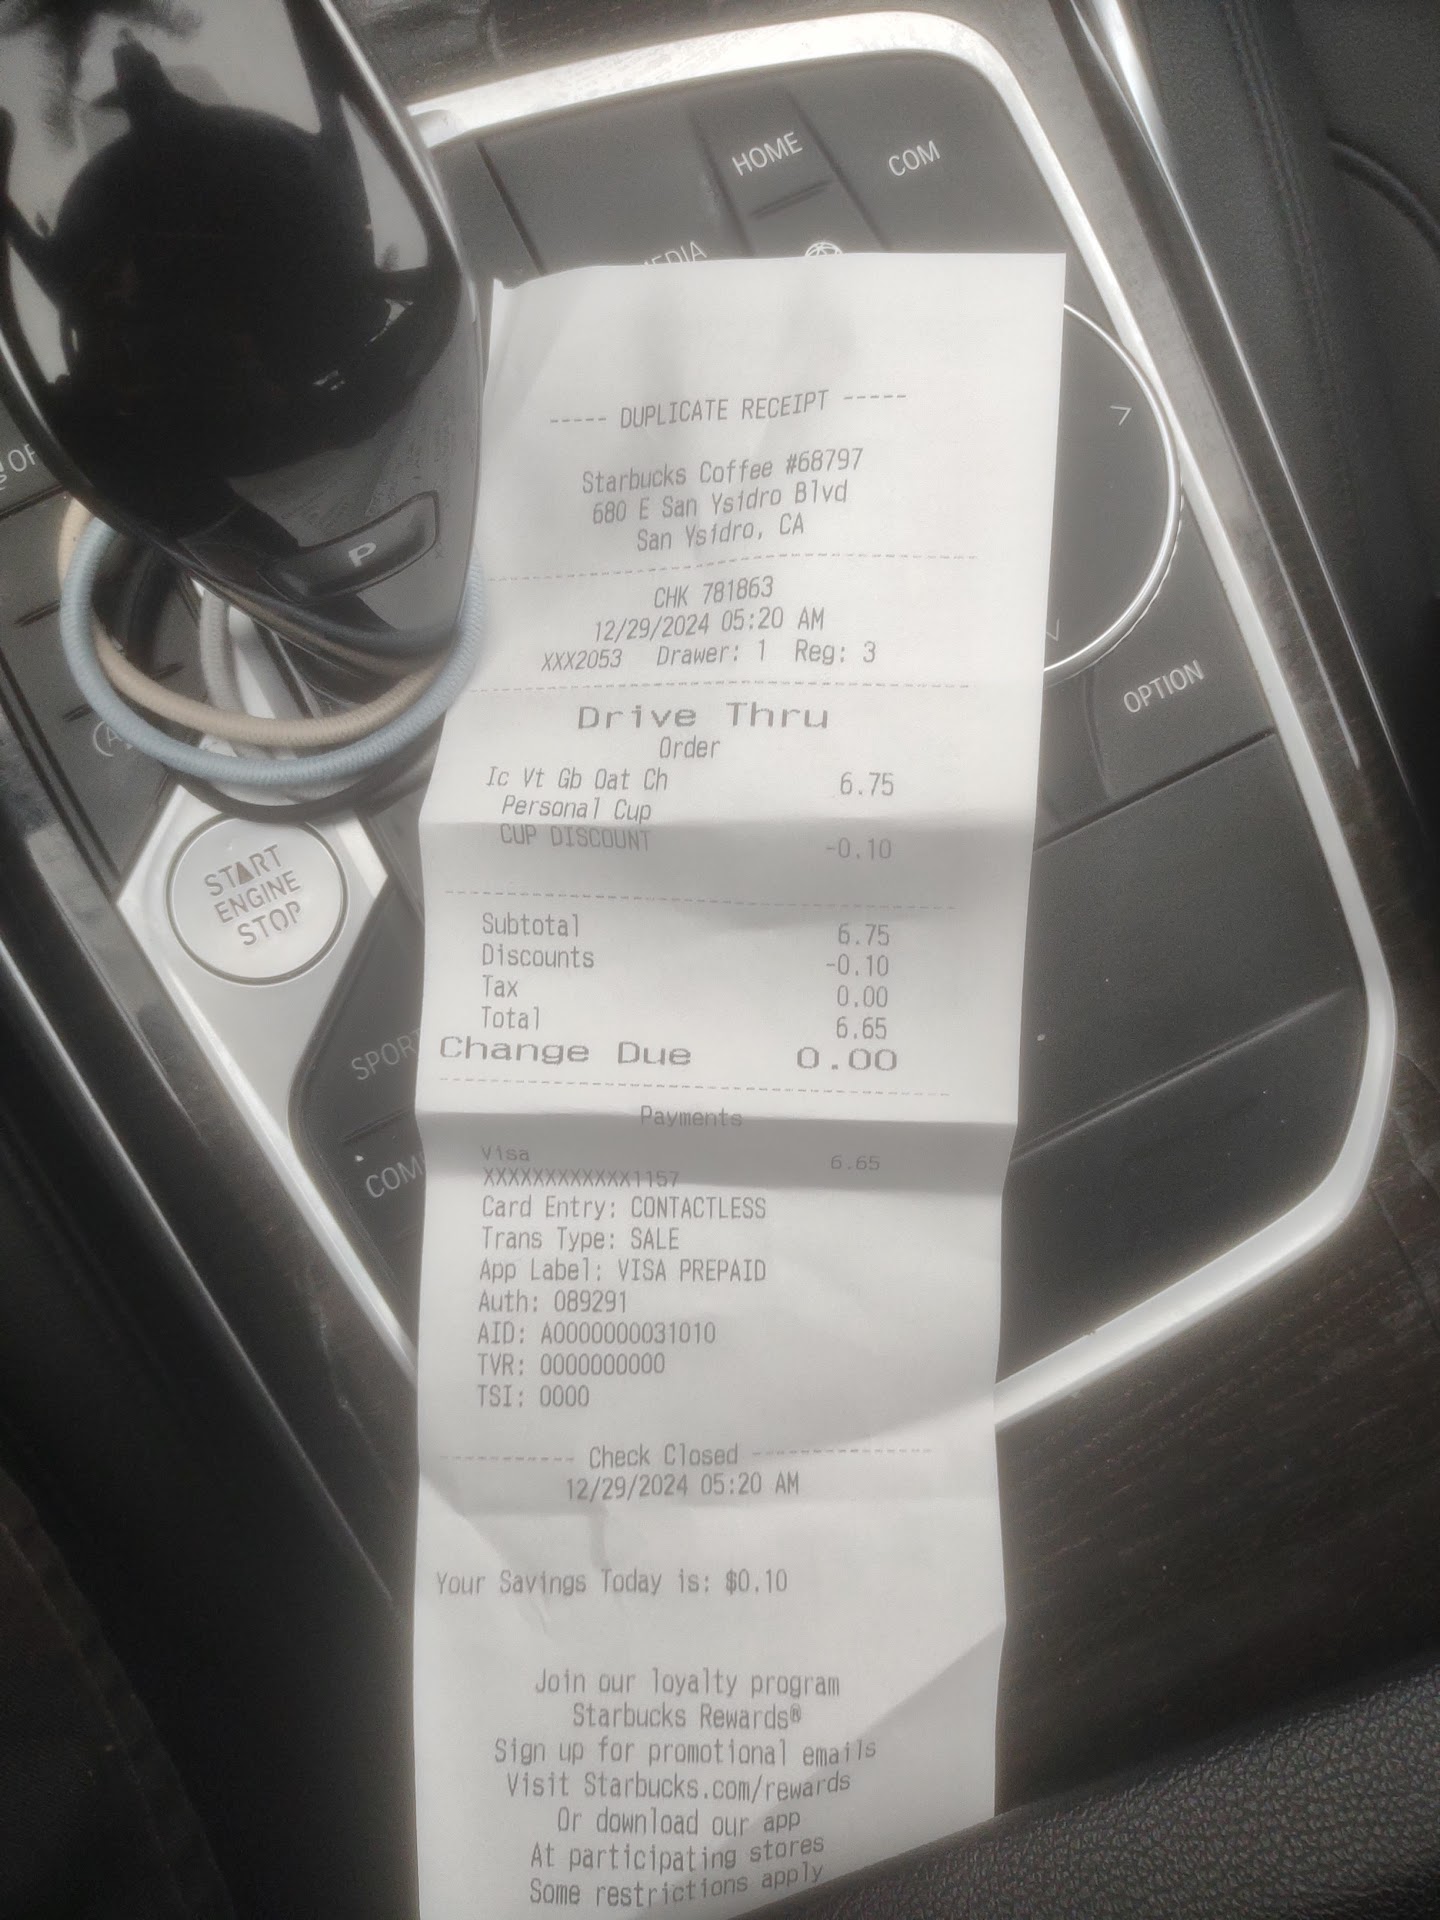 HOME
COM
MEDIA
----- DUPLICATE RECEIPT -----
Starbucks Coffee #68797
680 E San Ysidro Blvd
San Ysidro, CA
CHK 781863
12/29/2024 05:20 AM
XXX2053 Drawer: 1 Reg: 3
Drive Thru
Order
Ic Vt Gb Oat Ch 6.75
Personal Cup
CUP DISCOUNT -0.10
Subtotal 6.75
Discounts -0.10
Tax 0.00
Total 6.65
Change Due 0.00
Payments
Visa 6.65
XXXXXXXXXXXX1157
Card Entry: CONTACTLESS
Trans Type: SALE
App Label: VISA PREPAID
Auth: 089291
AID: A0000000031010
TVR: 0000000000
TSI: 0000
---------- Check Closed ---------------
12/29/2024 05:20 AM
Your Savings Today is: $0.10
Join our loyalty program
Starbucks Rewards®
Sign up for promotional emails
Visit Starbucks.com/rewards
Or download our app
At participating stores
Some restrictions apply
P
OPTION
START
ENGINE
STOP
SPORT
COM